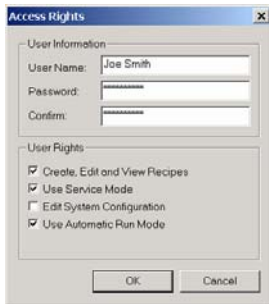 Access Rights
User Information
User Name: Joe Smith
Password: **********
Confirm: **********
User Rights
Create, Edit and View Recipes
Use Service Mode
Edit System Configuration
Use Automatic Run Mode
OK Cancel